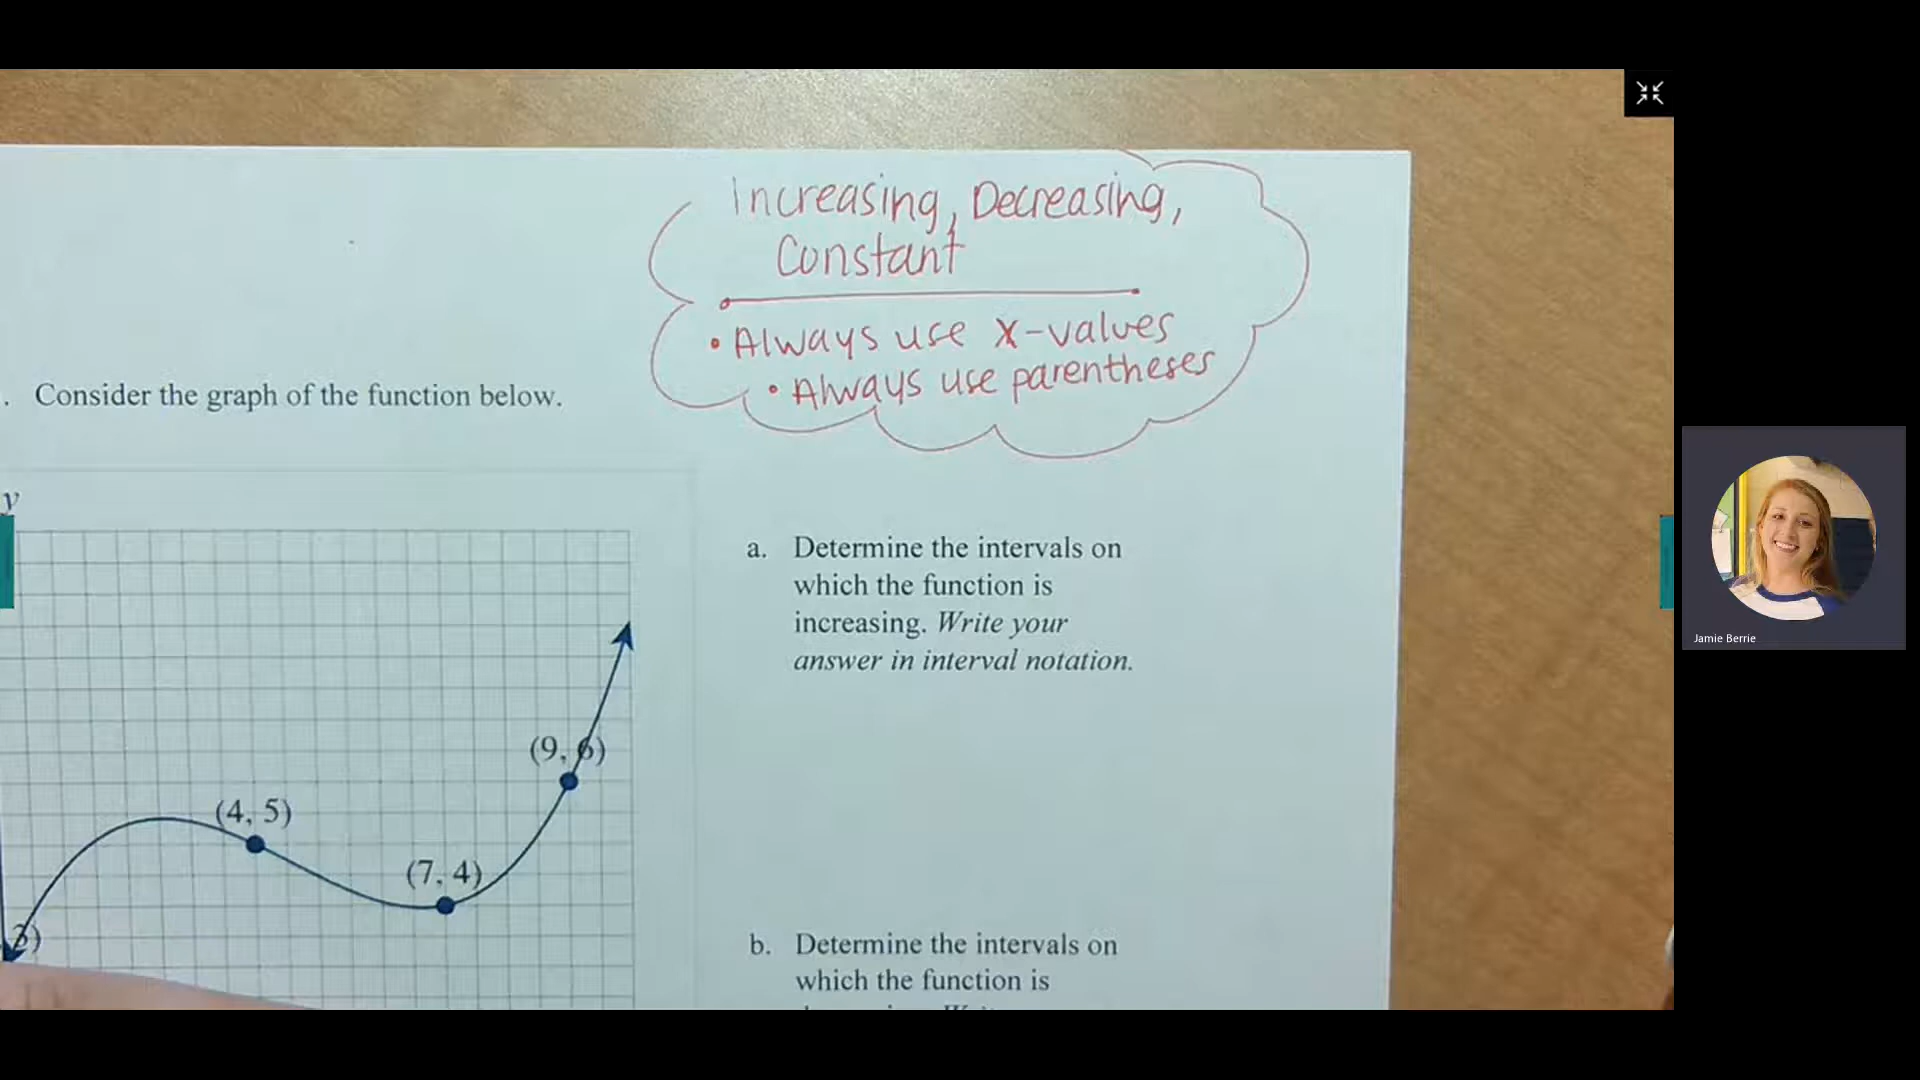 Increasing, Decreasing,
Constant
• Always use x-values
• Always use parentheses
. Consider the graph of the function below.
y
a. Determine the intervals on
which the function is
increasing. Write your
answer in interval notation.
(9, 6)
(4, 5)
(7, 4)
3)
b. Determine the intervals on
which the function is
Jamie Berrie